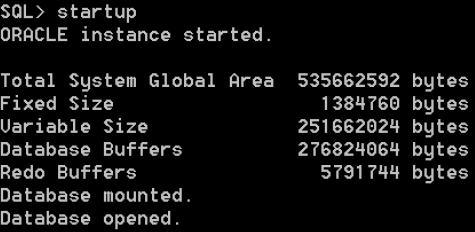 SQL> startup
ORACLE instance started.

Total System Global Area  535662592 bytes
Fixed Size                  1384760 bytes
Variable Size             251662024 bytes
Database Buffers          276824064 bytes
Redo Buffers                5791744 bytes
Database mounted.
Database opened.